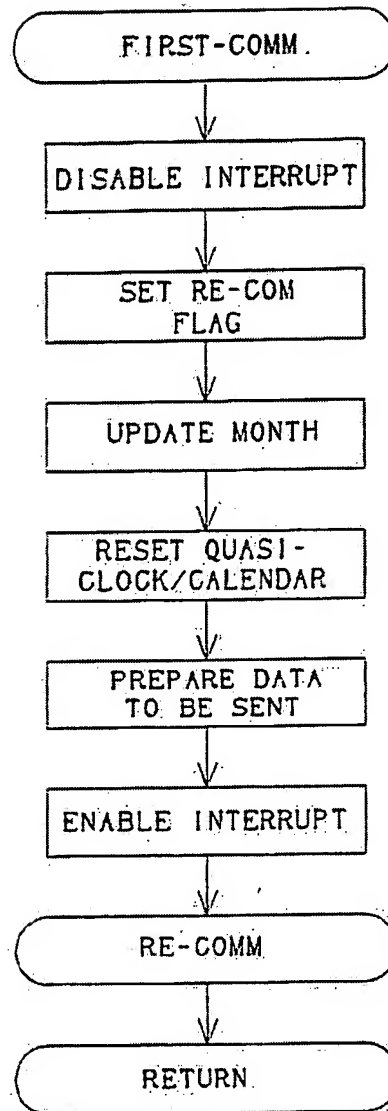 FIRST-COMM.
DISABLE INTERRUPT
SET RE-COM
FLAG
UPDATE MONTH
RESET QUASI-
CLOCK/CALENDAR
PREPARE DATA
TO BE SENT
ENABLE INTERRUPT
RE-COMM
RETURN